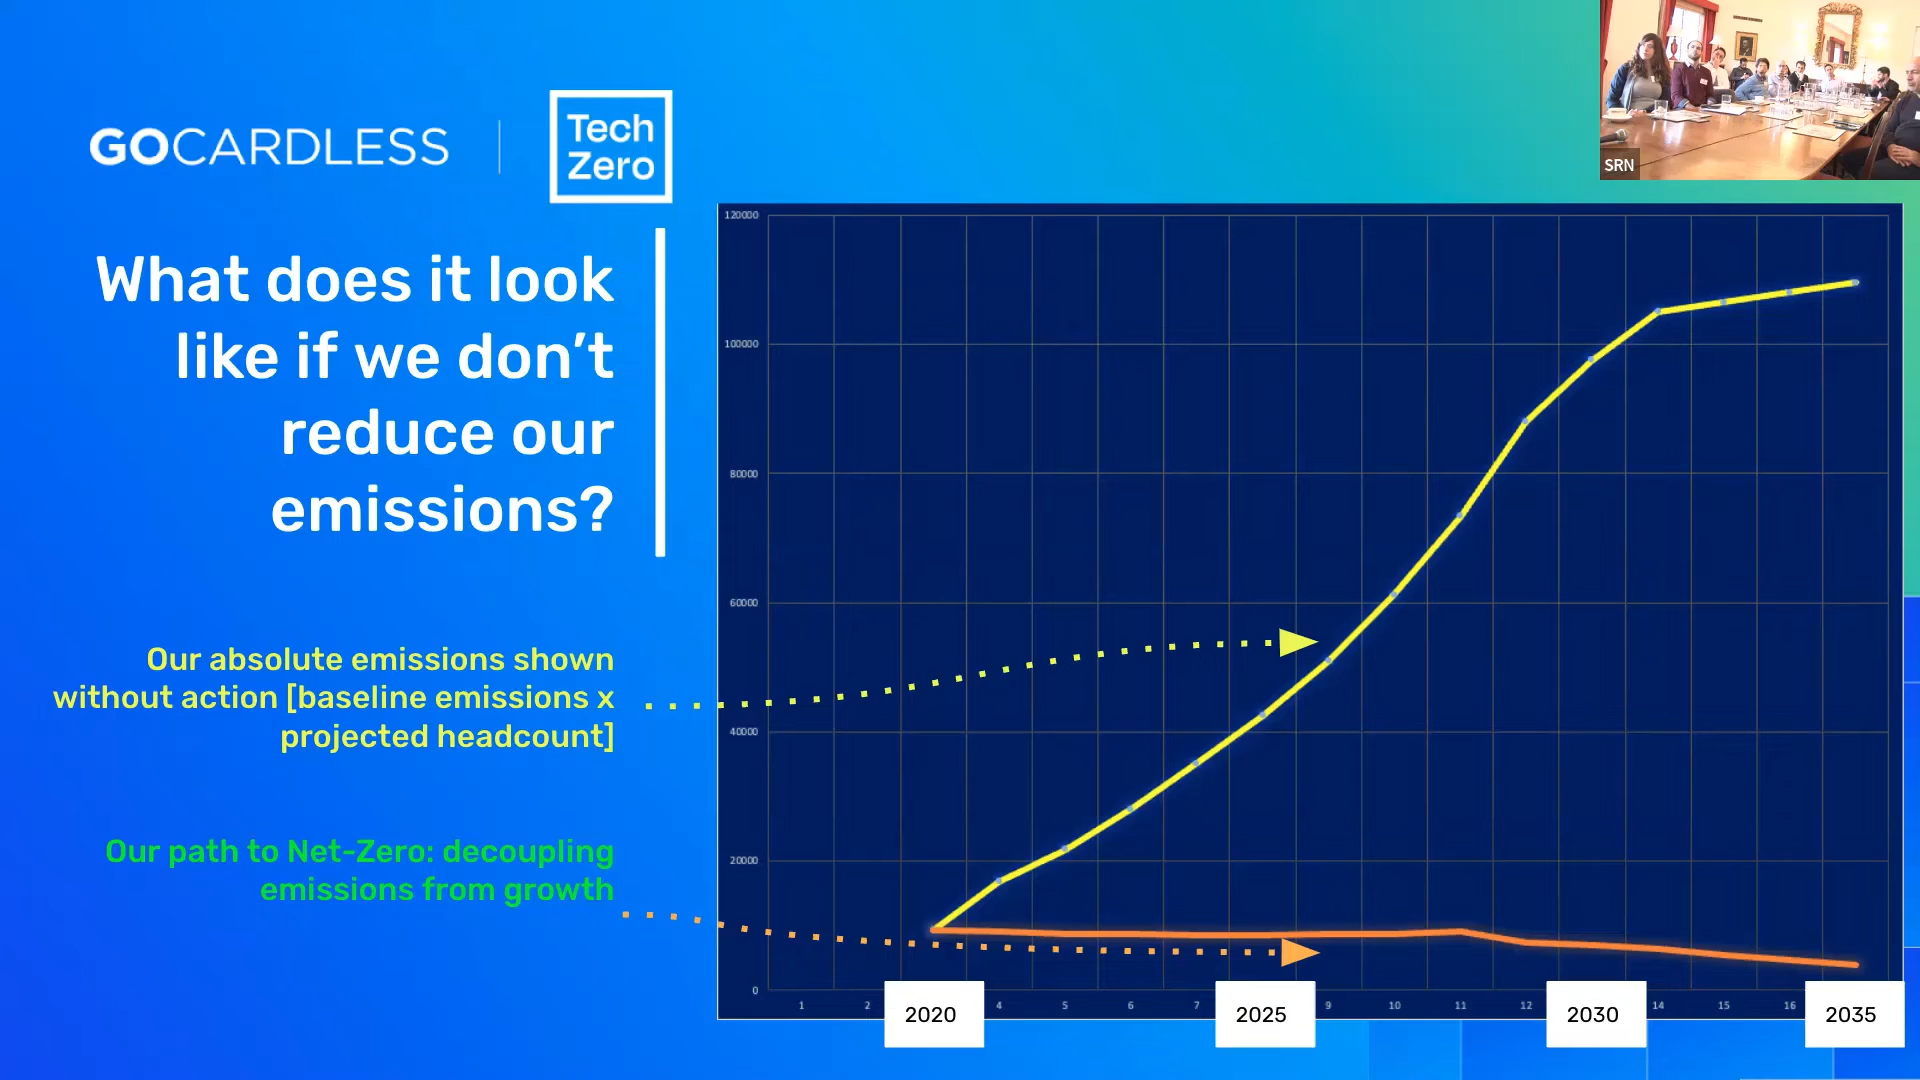 GOCARDLESS
Tech
Zero
SRN
What does it look
like if we don’t
reduce our
emissions?
Our absolute emissions shown
without action [baseline emissions x
projected headcount]
Our path to Net-Zero: decoupling
emissions from growth
120000
100000
80000
60000
40000
20000
0
1 2 2020 4 5 6 7 2025 9 10 11 12 2030 14 15 16 2035